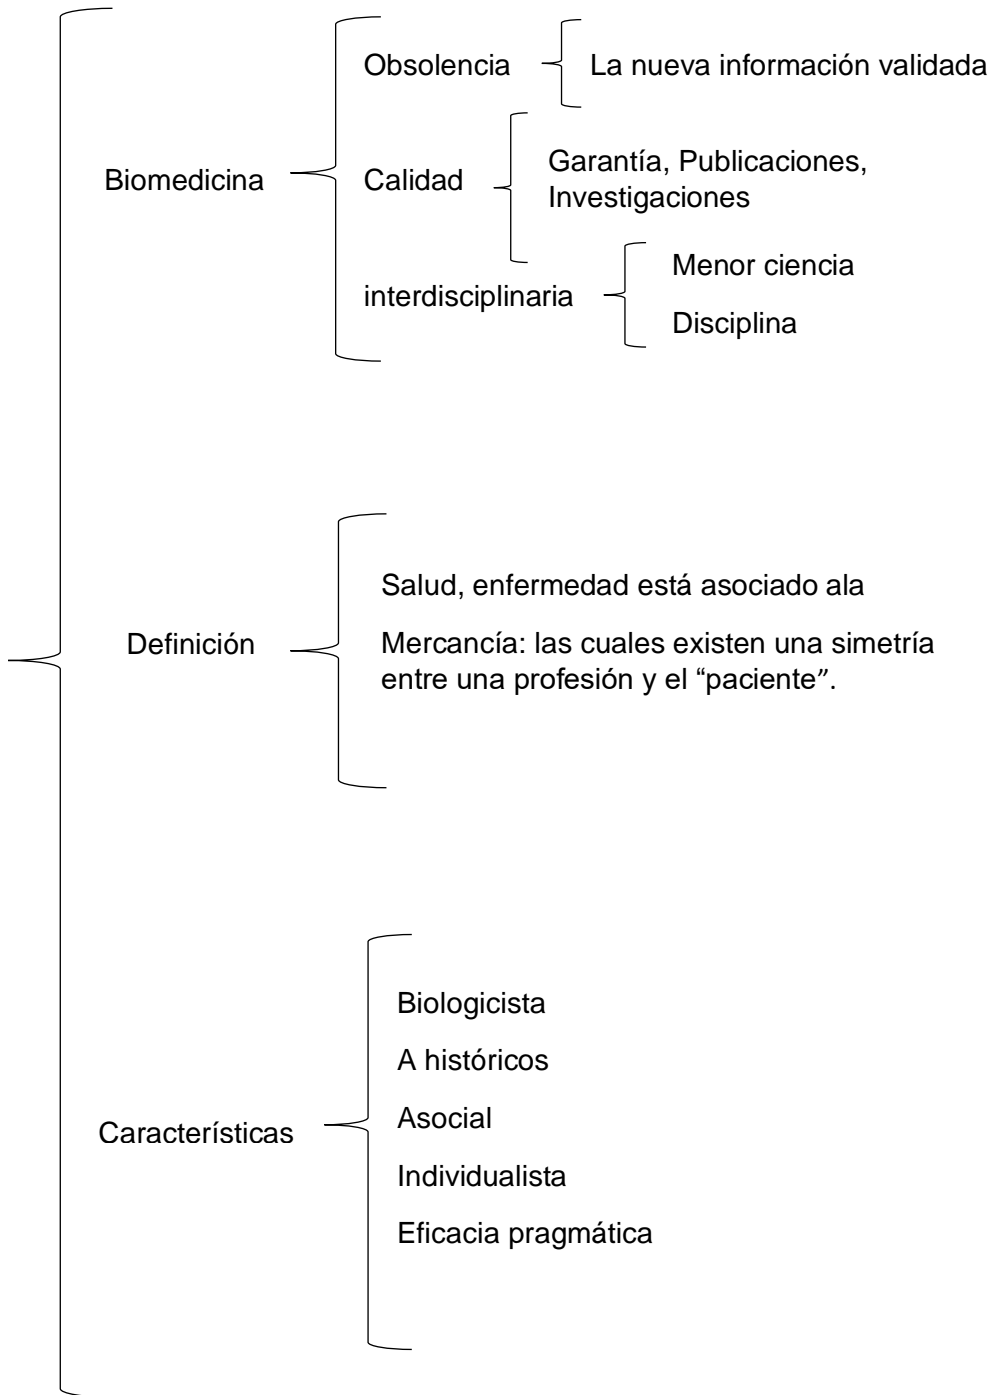 Obsolencia
La nueva información validada
Biomedicina
Calidad
Garantía, Publicaciones,
Investigaciones
interdisciplinaria
Menor ciencia
Disciplina
Definición
Salud, enfermedad está asociado ala
Mercancía: las cuales existen una simetría
entre una profesión y el “paciente”.
Características
Biologicista
A históricos
Asocial
Individualista
Eficacia pragmática